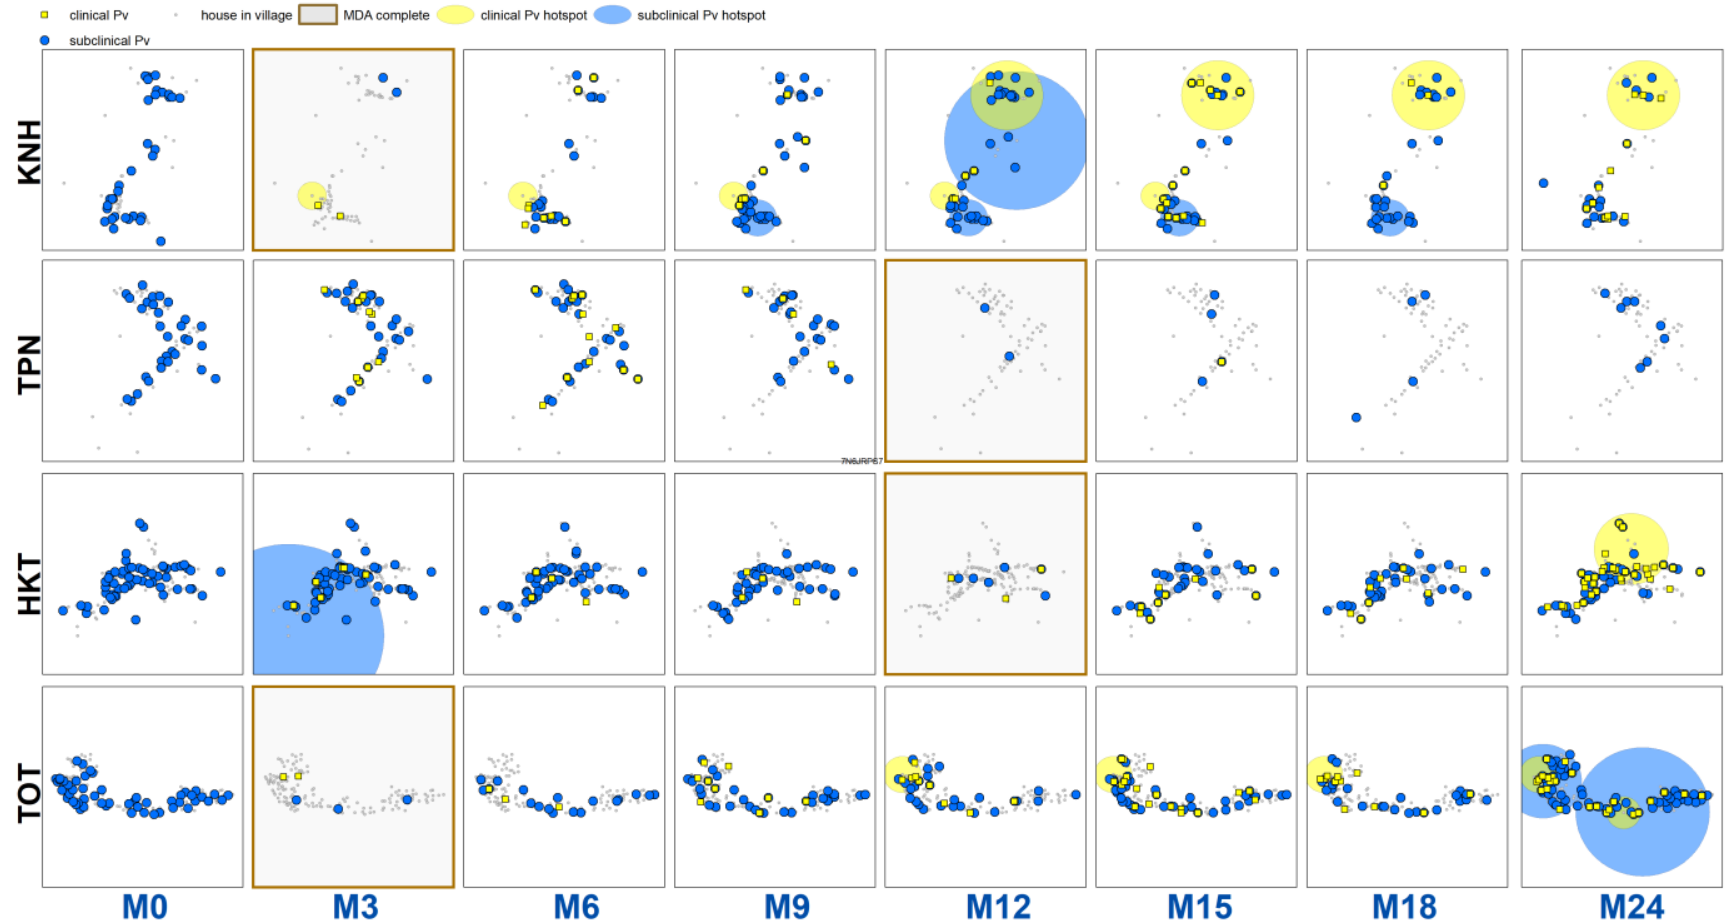 clinical Pv house in village MDA complete clinical Pv hotspot subclinical Pv hotspot
subclinical Pv
KNH
TPN
7N6JRPS7
HKT
TOT
M0 M3 M6 M9 M12 M15 M18 M24